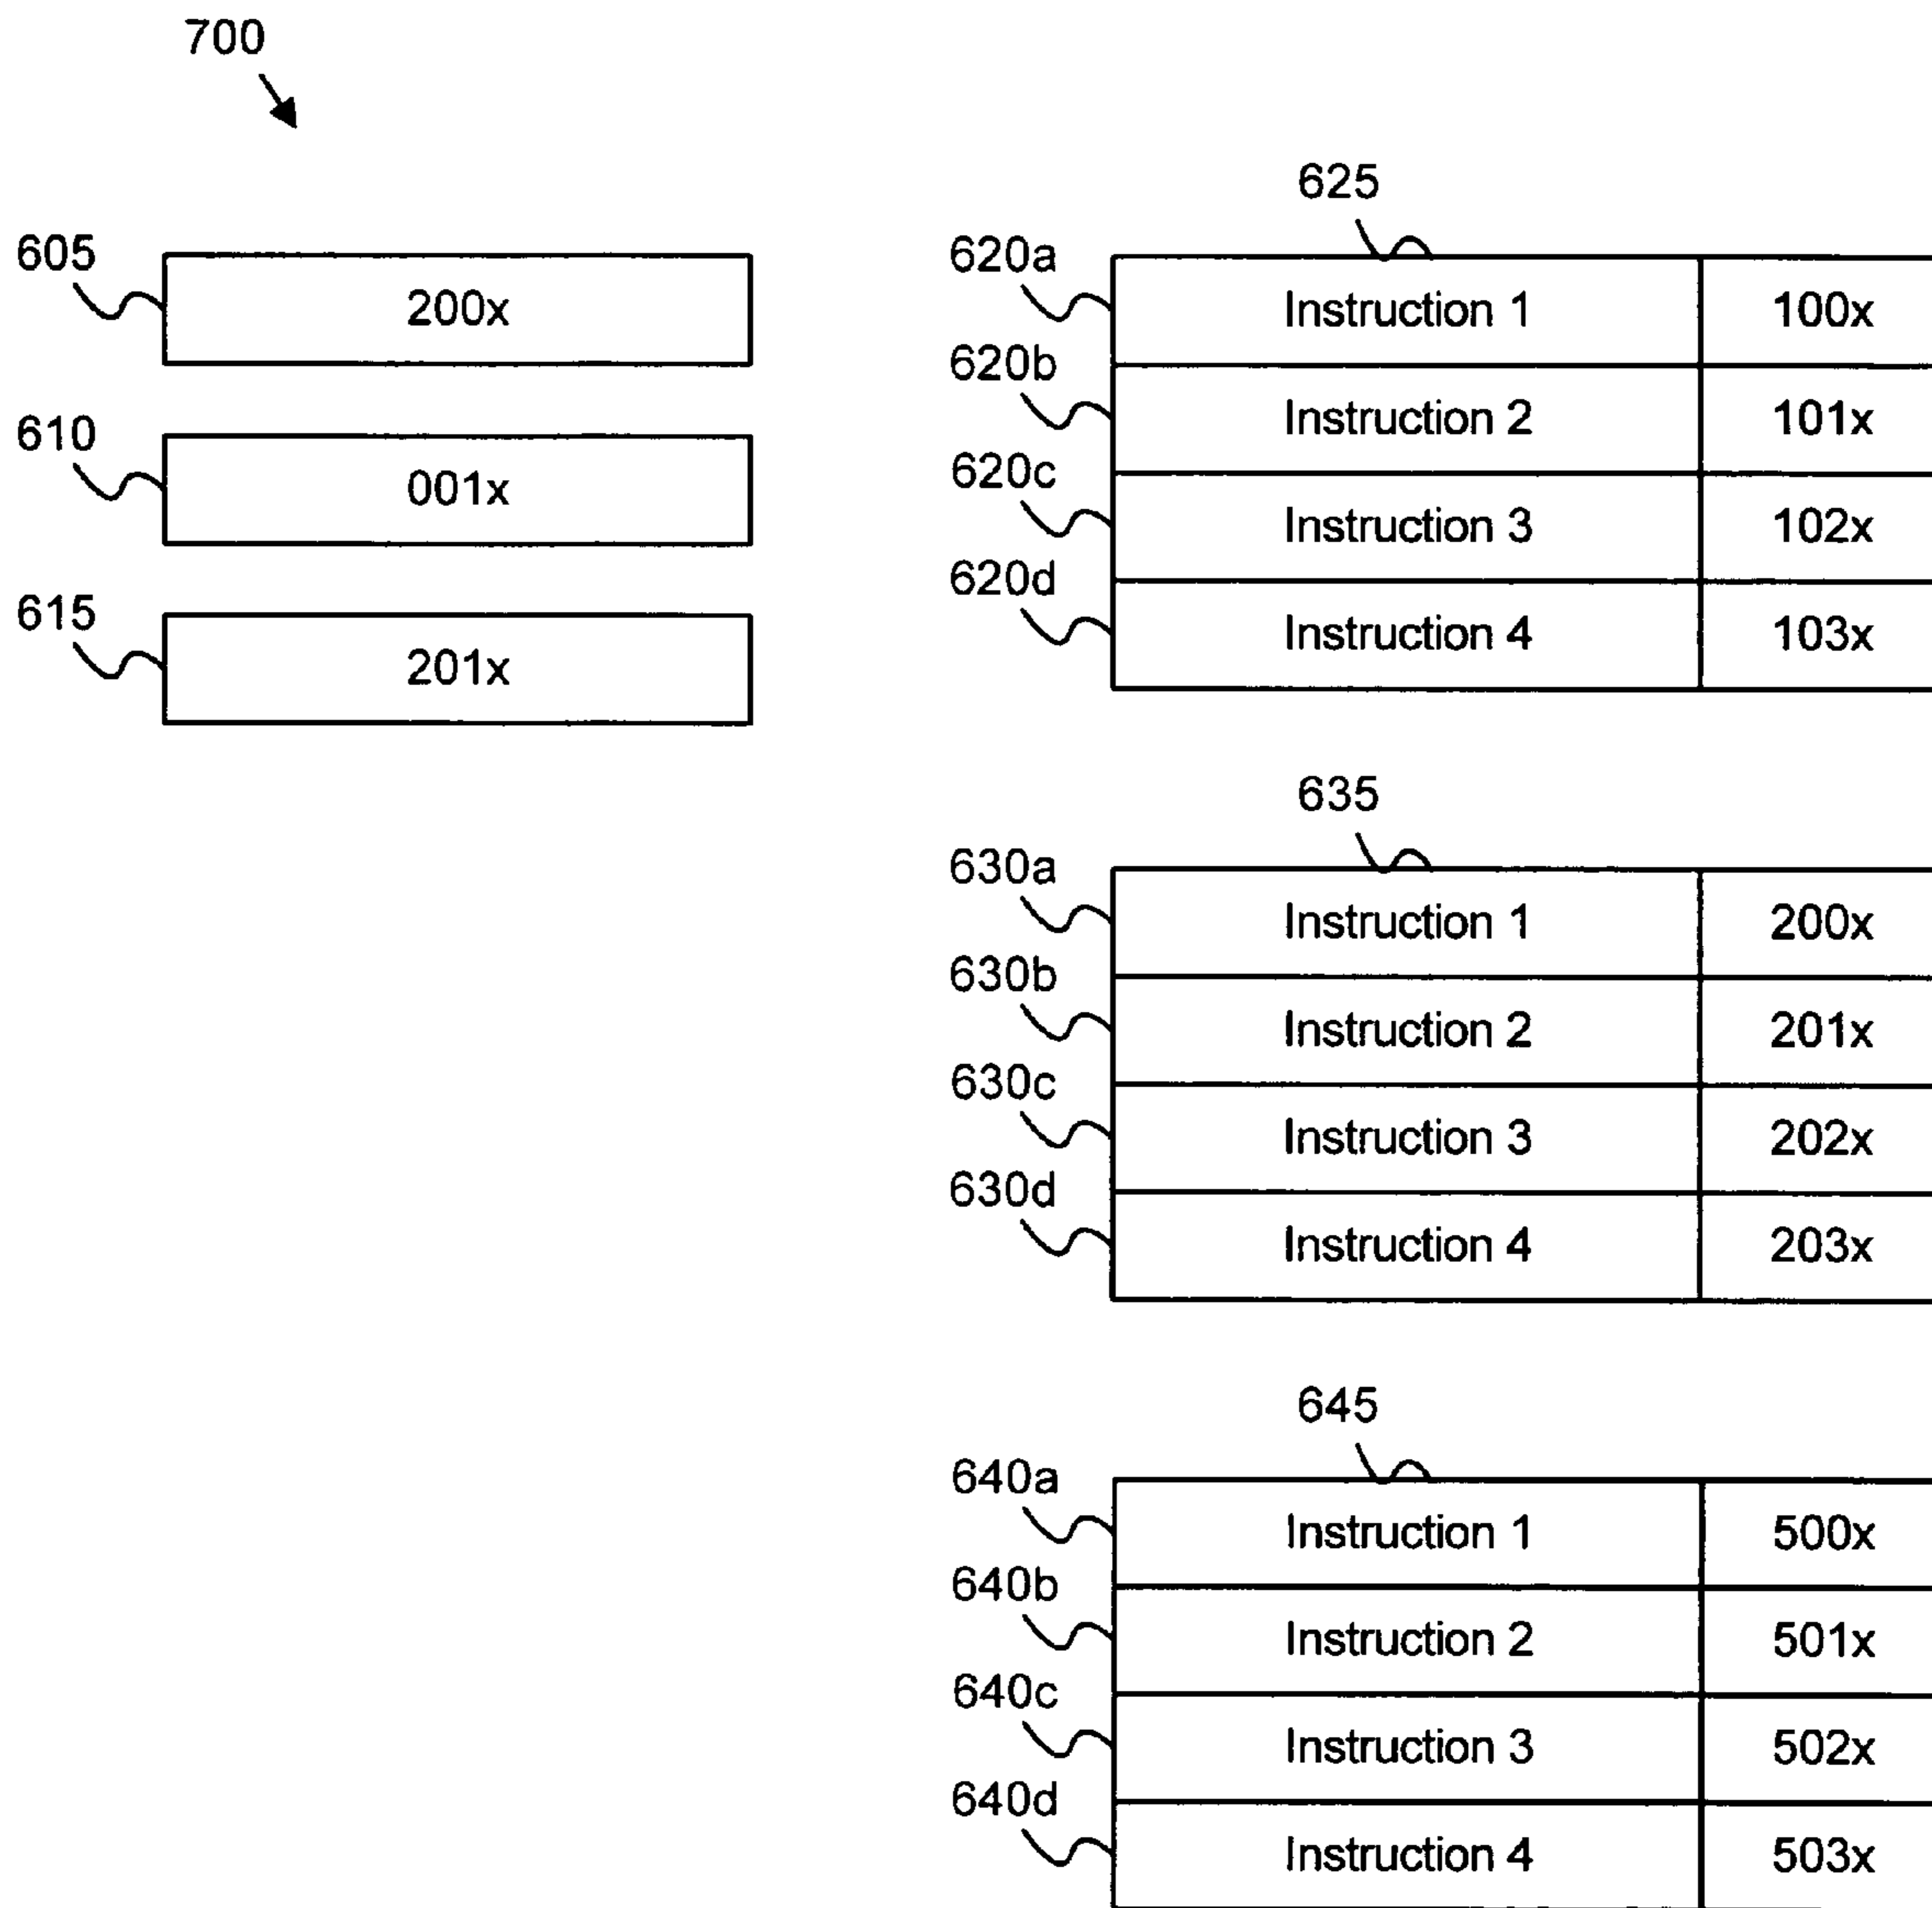 700
605
200x
610
001x
615
201x
625
620a
Instruction 1 100x
620b
Instruction 2 101x
620c
Instruction 3 102x
620d
Instruction 4 103x
635
630a
Instruction 1 200x
630b
Instruction 2 201x
630c
Instruction 3 202x
630d
Instruction 4 203x
645
640a
Instruction 1 500x
640b
Instruction 2 501x
640c
Instruction 3 502x
640d
Instruction 4 503x